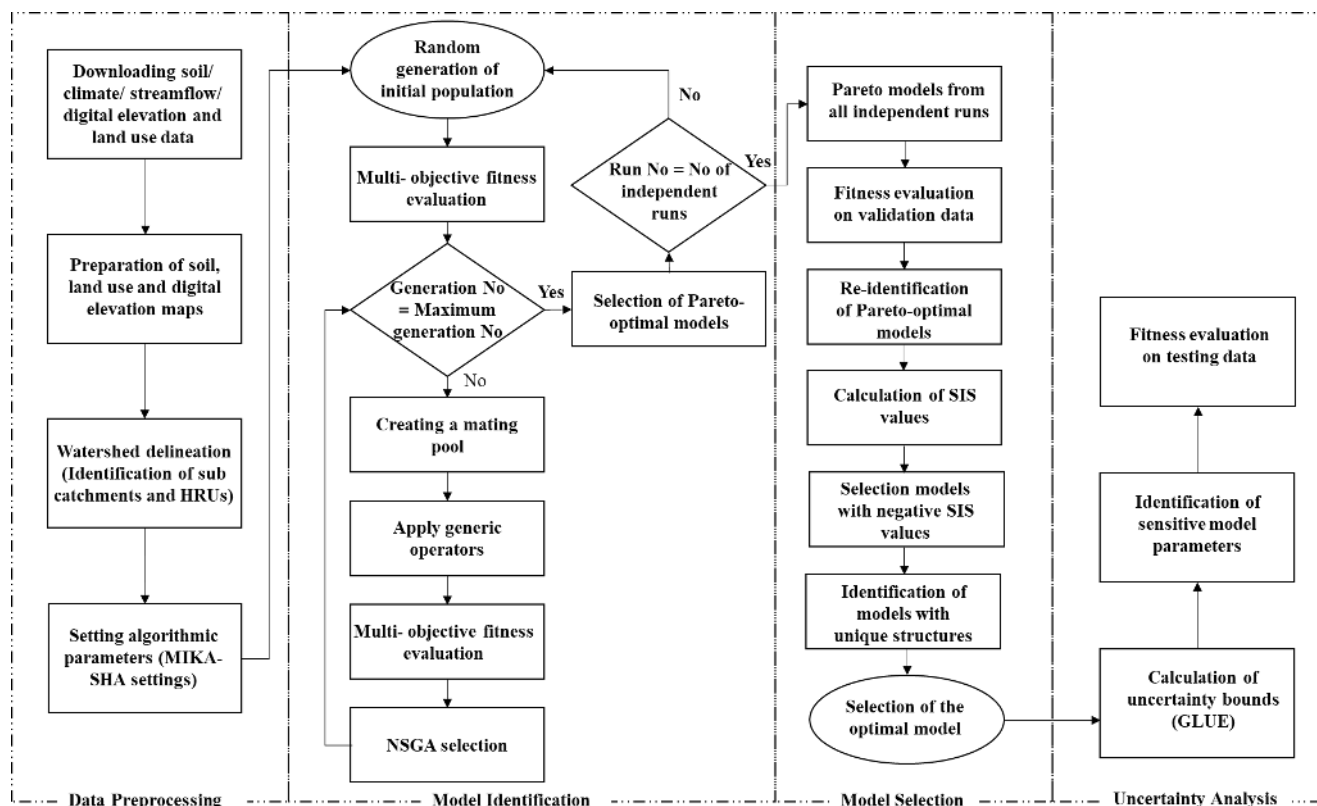 Downloading soil/
climate/ streamflow/
digital elevation and
land use data
Preparation of soil,
land use and digital
elevation maps
Watershed delineation
(Identification of sub
catchments and HRUs)
Setting algorithmic
parameters (MIKA-
SHA settings)
Data Preprocessing
Random
generation of
initial population
Multi- objective fitness
evaluation
Generation No
= Maximum
generation No
Yes
No
Creating a mating
pool
Apply generic
operators
Multi- objective fitness
evaluation
NSGA selection
Selection of Pareto-
optimal models
Run No = No of
independent
runs
No
Yes
Model Identification
Pareto models from
all independent runs
Fitness evaluation
on validation data
Re-identification
of Pareto-optimal
models
Calculation of SIS
values
Selection models
with negative SIS
values
Identification of
models with
unique structures
Selection of the
optimal model
Model Selection
Fitness evaluation
on testing data
Identification of
sensitive model
parameters
Calculation of
uncertainty bounds
(GLUE)
Uncertainty Analysis